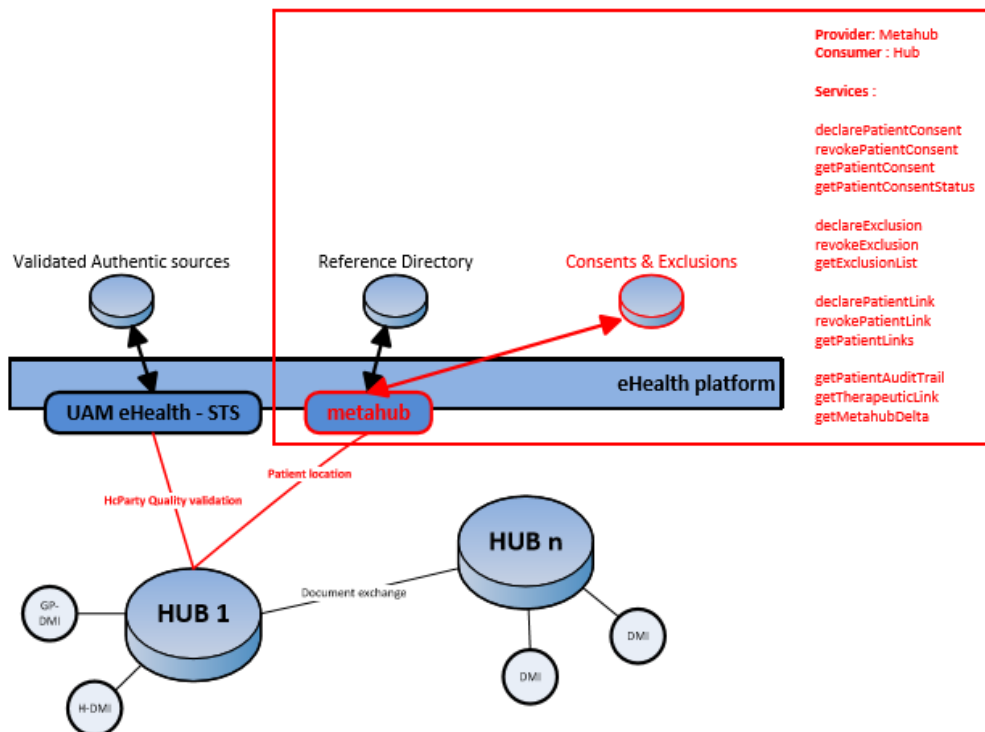 Provider: Metahub
Consumer : Hub
Services :
declarePatientConsent
revokePatientConsent
getPatientConsent
getPatientConsentStatus
declareExclusion
revokeExclusion
getExclusionList
declarePatientLink
revokePatientLink
getPatientLinks
getPatientAuditTrail
getTherapeuticLink
getMetahubDelta
Validated Authentic sources
Reference Directory
Consents & Exclusions
eHealth platform
UAM eHealth - STS
metahub
Patient location
HcParty Quality validation
HUB n
Document exchange
HUB 1
GP-
DMI
H-DMI
DMI
DMI